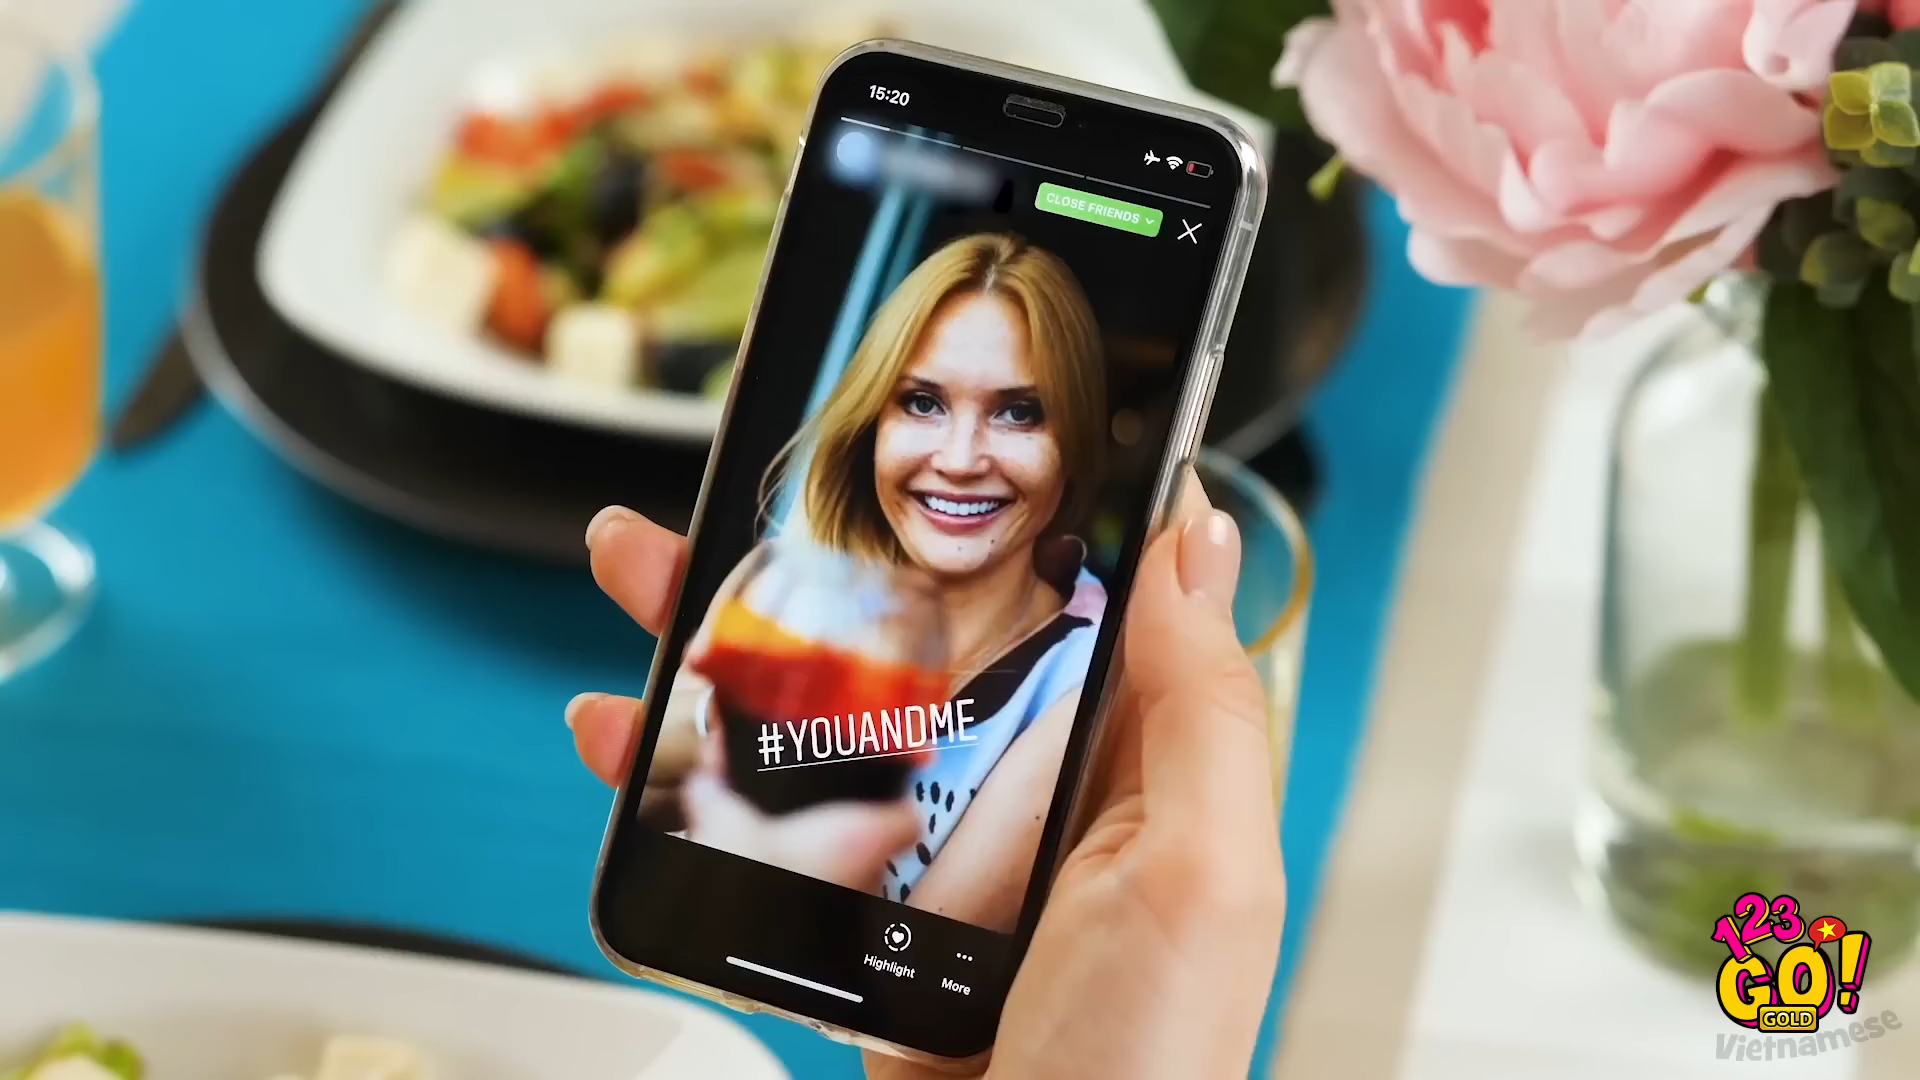 15:20
CLOSE FRIENDS
#YOUANDME
Highlight
More
123
GO!
GOLD
Vietnamese